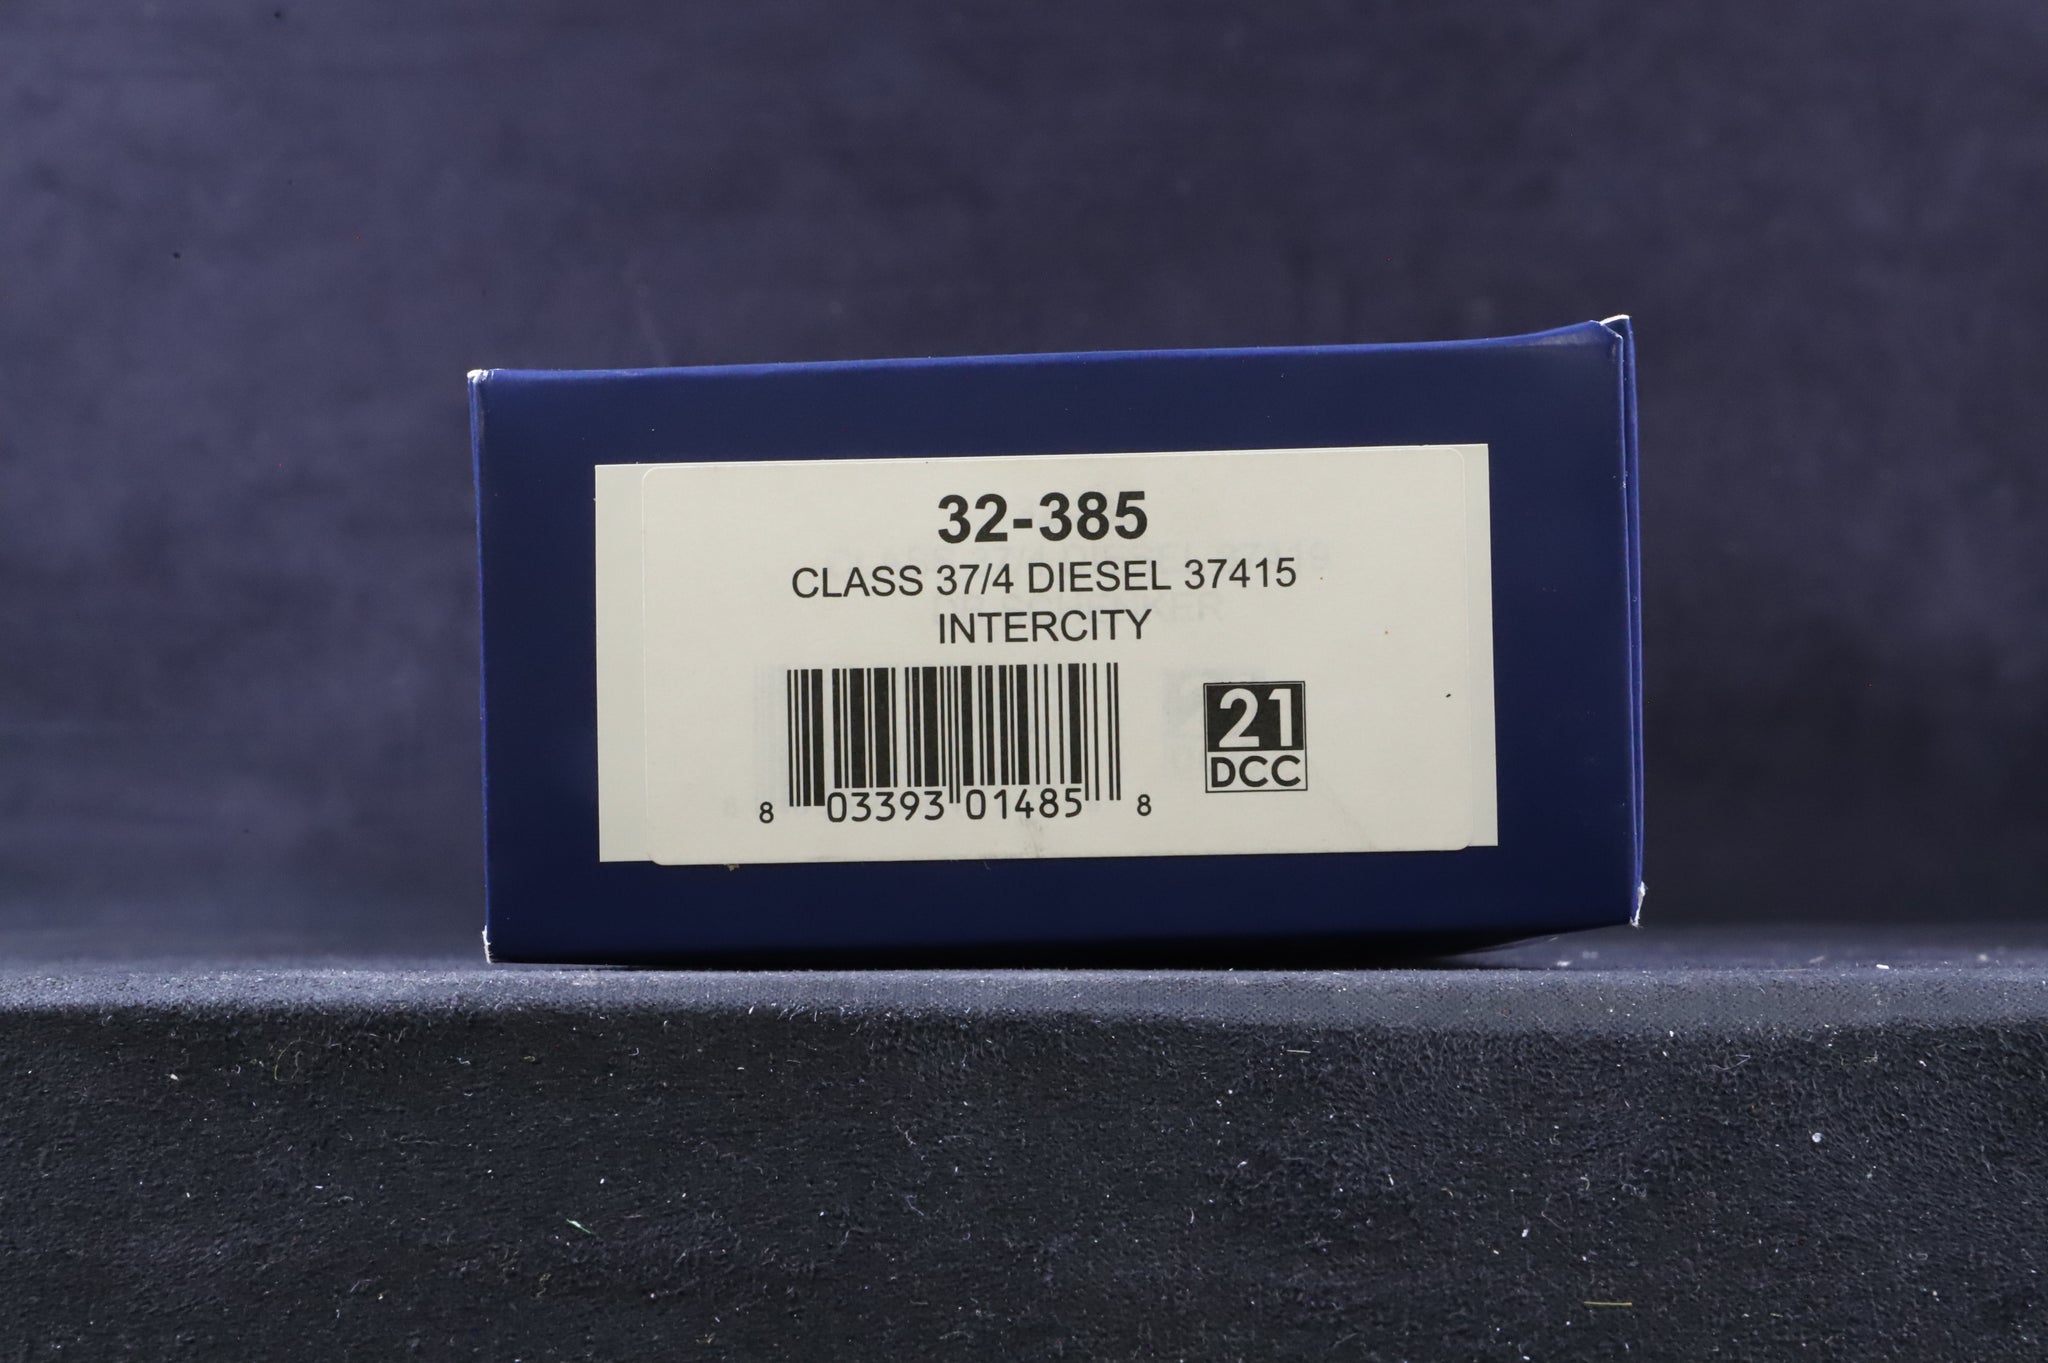 32-385
CLASS 37/4 DIESEL 37415
INTERCITY
8 03393 01485 8
21
DCC